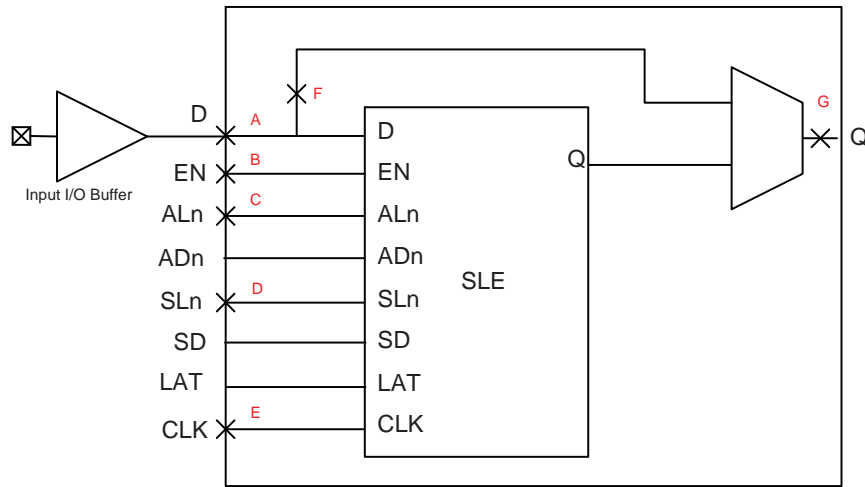 G
F
D
A
D
Q
Q
EN
B
EN
Input I/O Buffer
ALn
C
ALn
ADn
ADn
SLE
SLn
D
SLn
SD
SD
LAT
LAT
CLK
E
CLK